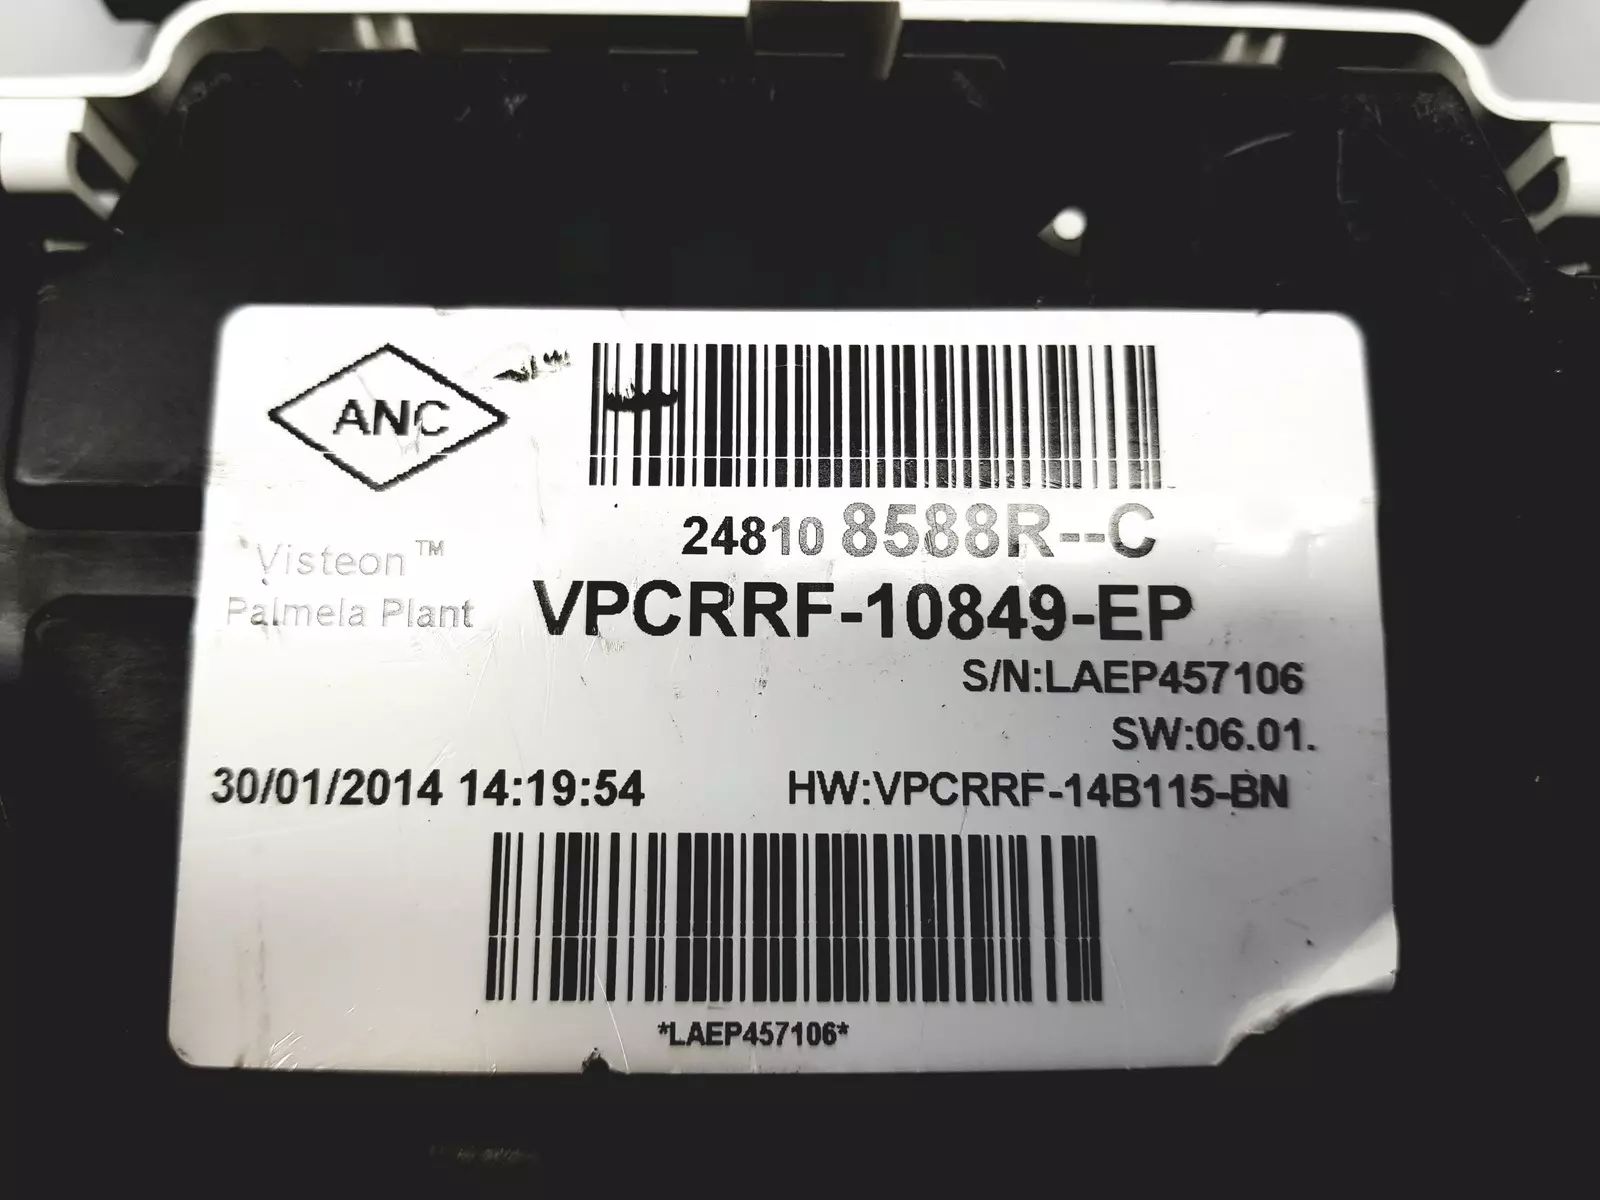 ANC
24810 8588R--C
Visteon™
Palmela Plant
VPCRRF-10849-EP
S/N:LAEP457106
SW:06.01.
30/01/2014 14:19:54
HW:VPCRRF-14B115-BN
*LAEP457106*